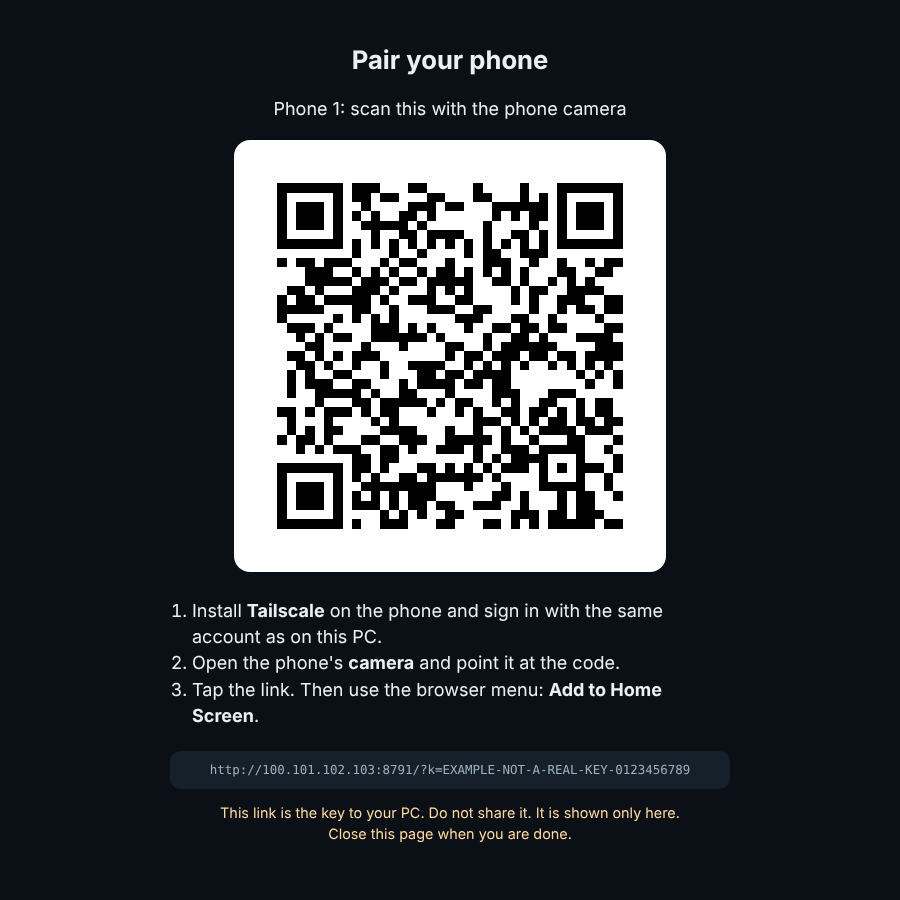 Pair your phone
Phone 1: scan this with the phone camera
1. Install Tailscale on the phone and sign in with the same
account as on this PC.
2. Open the phone's camera and point it at the code.
3. Tap the link. Then use the browser menu: Add to Home
Screen.
http://100.101.102.103:8791/?k=EXAMPLE-NOT-A-REAL-KEY-0123456789
This link is the key to your PC. Do not share it. It is shown only here.
Close this page when you are done.